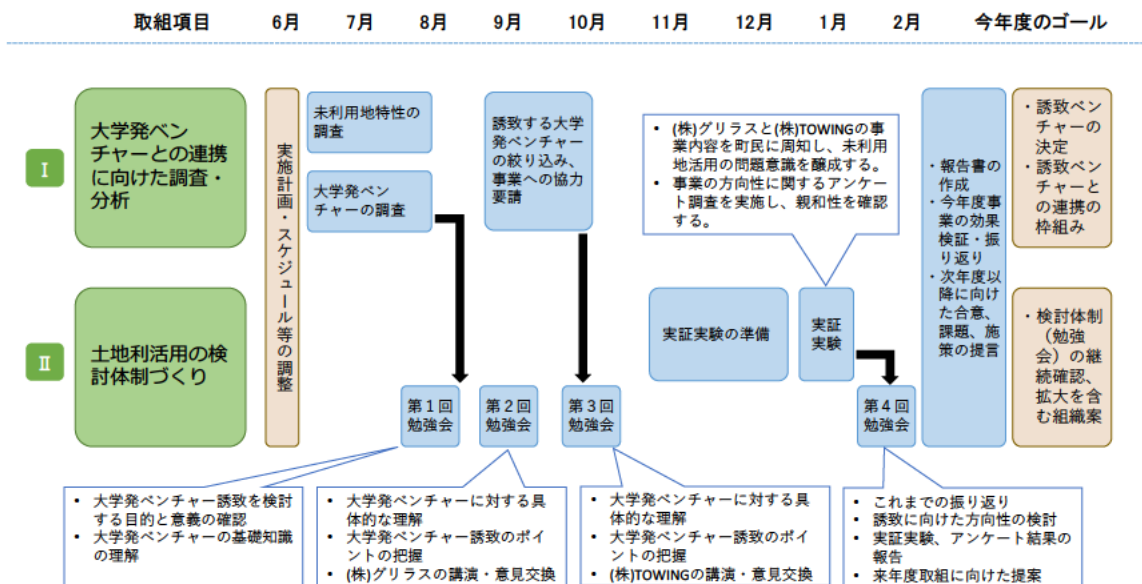 取組項目 6月 7月 8月 9月 10月 11月 12月 1月 2月 今年度のゴール
Ⅰ
大学発ベン
チャーとの連携
に向けた調査・
分析
実施計画・スケジュール等の調整
未利用地特性の
調査
大学発ベン
チャーの調査
誘致する大学
発ベンチャー
の絞り込み、
事業への協力
要請
• (株)グリラスと(株)TOWINGの事
業内容を町民に周知し、未利用
地活用の問題意識を醸成する。
• 事業の方向性に関するアンケー
ト調査を実施し、親和性を確認
する。
・報告書の
作成
・今年度事
業の効果
検証・振
り返り
・次年度以
降に向け
た合意、
課題、施
策の提言
・誘致ベン
チャーの
決定
・誘致ベン
チャーと
の連携の
枠組み
Ⅱ
土地利活用の検
討体制づくり
実証実験の準備
実証
実験
・検討体制
（勉強
会）の継
続確認、
拡大を含
む組織案
第１回
勉強会
第２回
勉強会
第３回
勉強会
第４回
勉強会
• 大学発ベンチャー誘致を検討
する目的と意義の確認
• 大学発ベンチャーの基礎知識
の理解
• 大学発ベンチャーに対する具
体的な理解
• 大学発ベンチャー誘致のポイ
ントの把握
• (株)グリラスの講演・意見交換
• 大学発ベンチャーに対する具
体的な理解
• 大学発ベンチャー誘致のポイ
ントの把握
• (株)TOWINGの講演・意見交換
• これまでの振り返り
• 誘致に向けた方向性の検討
• 実証実験、アンケート結果の
報告
• 来年度取組に向けた提案